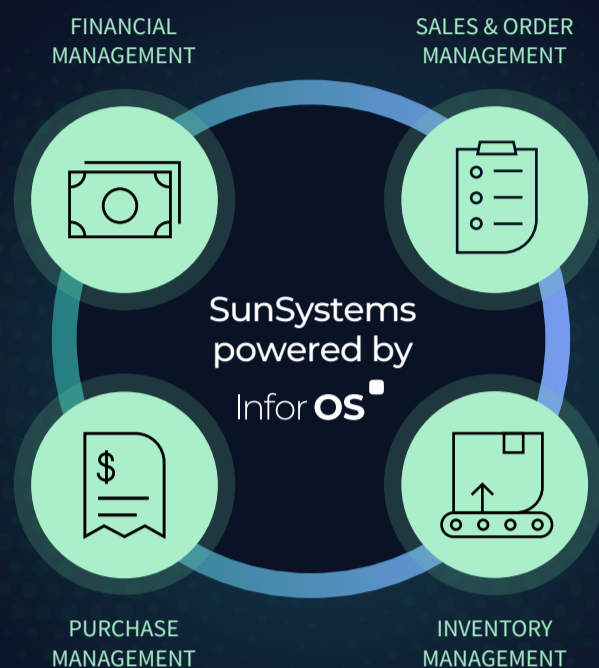 FINANCIAL
MANAGEMENT
SALES & ORDER
MANAGEMENT
SunSystems
powered by
Infor OS
$
PURCHASE
MANAGEMENT
INVENTORY
MANAGEMENT